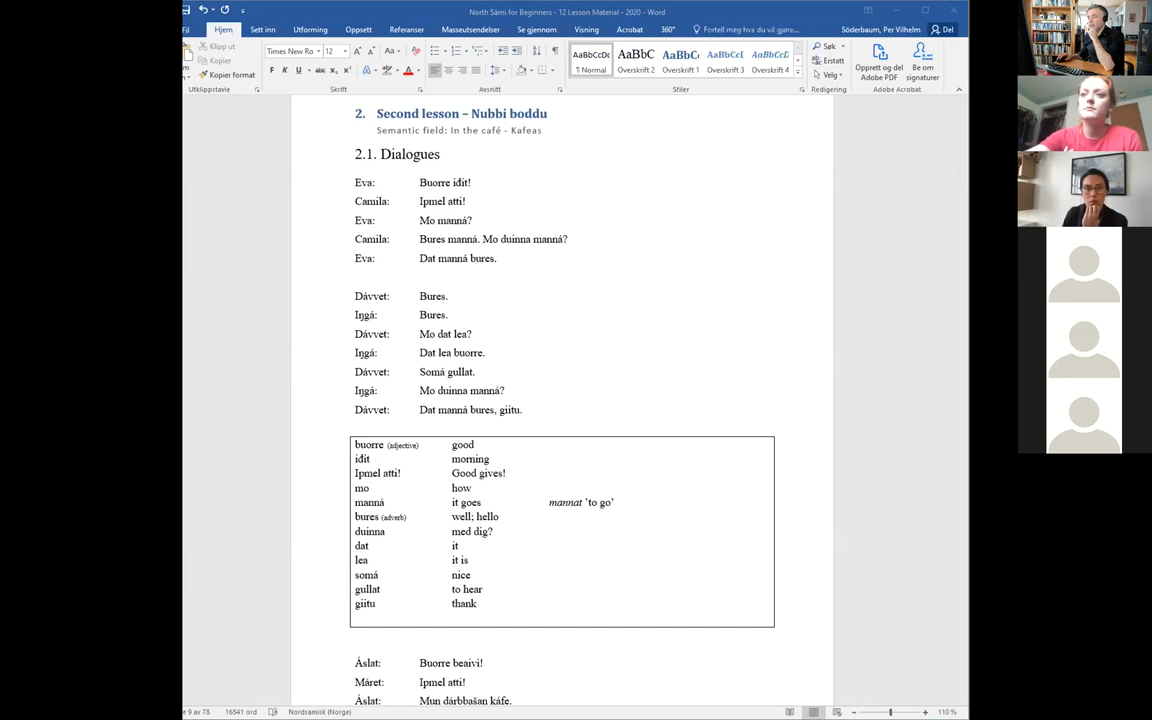 North Sámi for Beginners - 12 Lesson Material - 2020 - Word
Fil Hjem Sett inn Utforming Oppsett Referanser Masseutsendelser Se gjennom Visning Acrobat 360° Fortell meg hva du vil gjøre... Söderbaum, Per Vilhelm Del
Klipp ut
Kopier
Kopier format
Times New Ro 12
Utklippstavle Skrift Avsnitt Stiler Redigering Adobe Acrobat
AaBbCcDc AaBbC AaBbCc AaBbCcI AaBbCcD
¶ Normal Overskrift 2 Overskrift 1 Overskrift 3 Overskrift 4
Søk
Erstatt
Velg
Opprett og del Adobe PDF
Be om signaturer
2. Second lesson – Nubbi boddu
Semantic field: In the café - Kafeas
2.1. Dialogues
Eva: Buorre iđit!
Camila: Ipmel atti!
Eva: Mo manná?
Camila: Bures manná. Mo duinna manná?
Eva: Dat manná bures.
Dávvet: Bures.
Iŋgá: Bures.
Dávvet: Mo dat lea?
Iŋgá: Dat lea buorre.
Dávvet: Somá gullat.
Iŋgá: Mo duinna manná?
Dávvet: Dat manná bures, giitu.
buorre (adjective) good
iđit morning
Ipmel atti! Good gives!
mo how
manná it goes mannat ’to go’
bures (adverb) well; hello
duinna med dig?
dat it
lea it is
somá nice
gullat to hear
giitu thank
Áslat: Buorre beaivi!
Máret: Ipmel atti!
Áslat: Mun dárbbašan káfe.
e 9 av 78 16541 ord Nordsamisk (Norge) 110 %